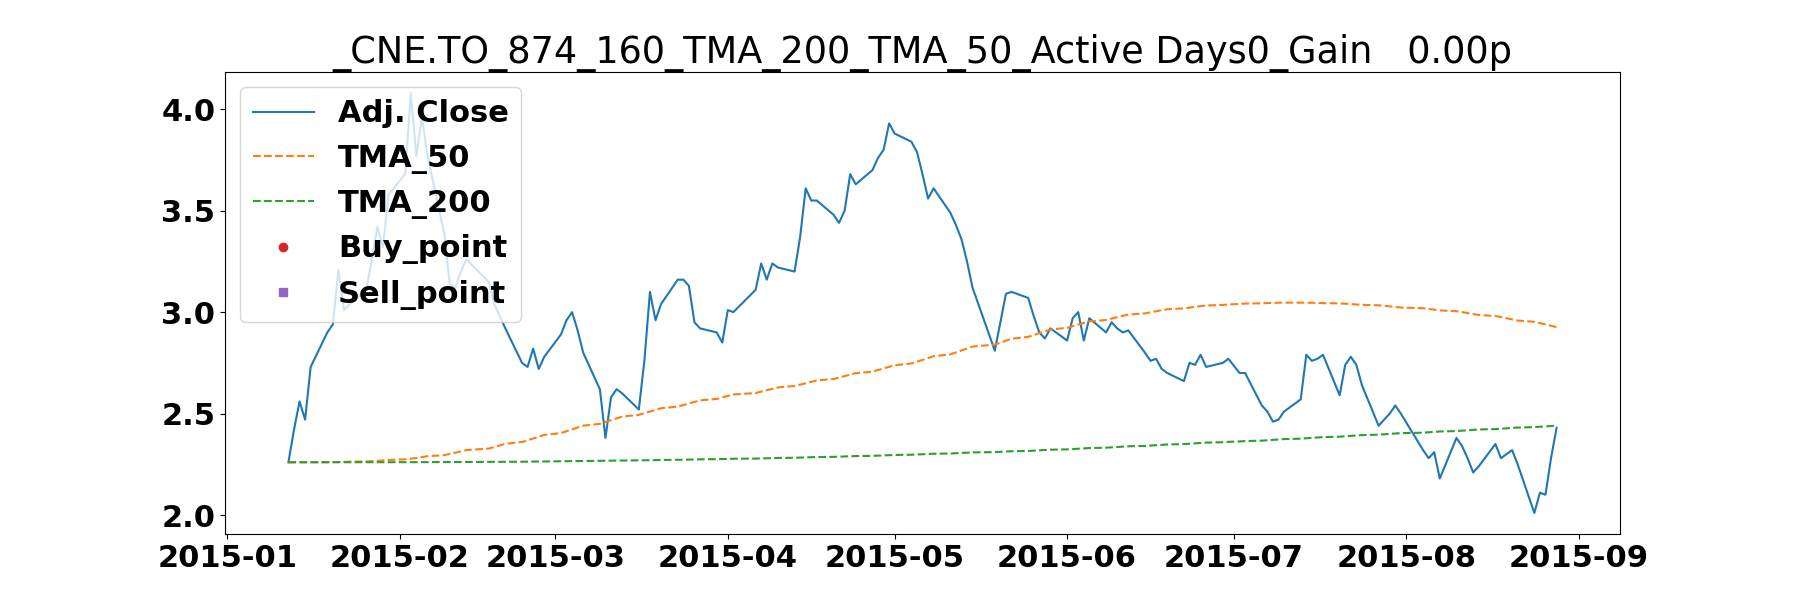 _CNE.TO_874_160_TMA_200_TMA_50_Active Days0_Gain   0.00p
4.0
3.5
3.0
2.5
2.0
Adj. Close
TMA_50
TMA_200
Buy_point
Sell_point
2015-01 2015-02 2015-03 2015-04 2015-05 2015-06 2015-07 2015-08 2015-09